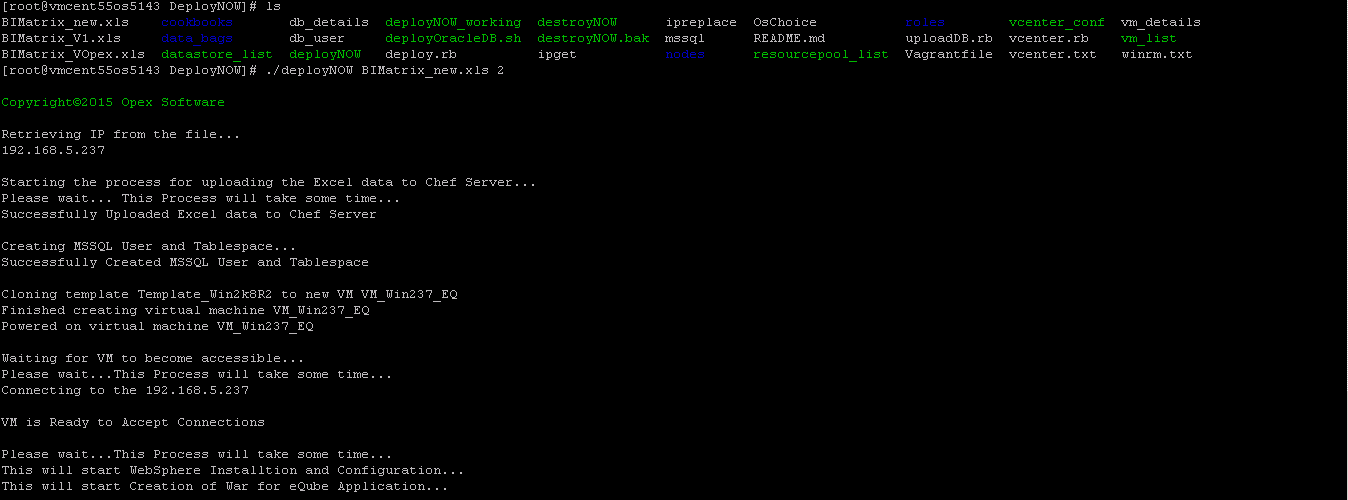 [root@vmcent55os5143 DeployNOW]# ls
BIMatrix_new.xls cookbooks db_details deployNOW_working destroyNOW ipreplace OsChoice roles vcenter_conf vm_details
BIMatrix_V1.xls data_bags db_user deployOracleDB.sh destroyNOW.bak mssql README.md uploadDB.rb vcenter.rb vm_list
BIMatrix_VOpex.xls datastore_list deployNOW deploy.rb ipget nodes resourcepool_list Vagrantfile vcenter.txt winrm.txt
[root@vmcent55os5143 DeployNOW]# ./deployNOW BIMatrix_new.xls 2
Copyright©2015 Opex Software
Retrieving IP from the file...
192.168.5.237
Starting the process for uploading the Excel data to Chef Server...
Please wait... This Process will take some time...
Successfully Uploaded Excel data to Chef Server
Creating MSSQL User and Tablespace...
Successfully Created MSSQL User and Tablespace
Cloning template Template_Win2k8R2 to new VM VM_Win237_EQ
Finished creating virtual machine VM_Win237_EQ
Powered on virtual machine VM_Win237_EQ
Waiting for VM to become accessible...
Please wait...This Process will take some time...
Connecting to the 192.168.5.237
VM is Ready to Accept Connections
Please wait...This Process will take some time...
This will start WebSphere Installtion and Configuration...
This will start Creation of War for eQube Application...